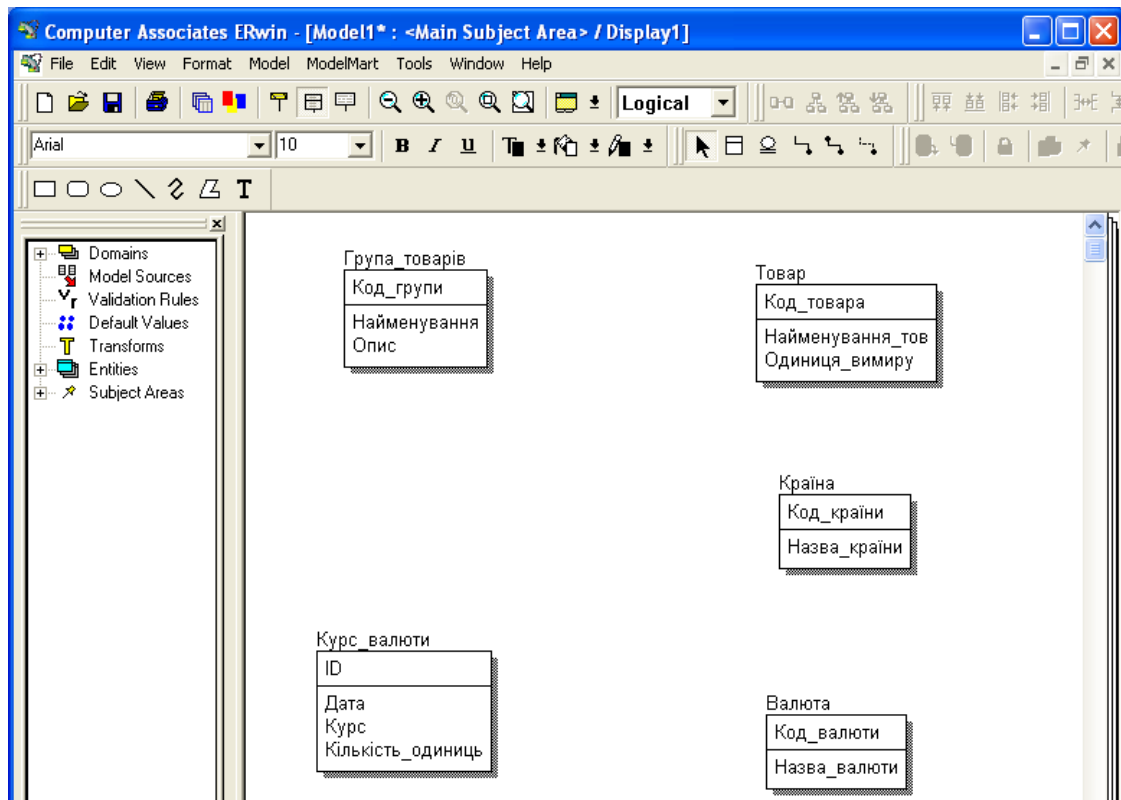 Computer Associates ERwin - [Model1* : <Main Subject Area> / Display1]
File Edit View Format Model ModelMart Tools Window Help
Logical
Arial 10 B I U T
T
Domains
Model Sources
Validation Rules
Default Values
Transforms
Entities
Subject Areas
Група_товарів
Код_групи
Найменування
Опис
Товар
Код_товара
Найменування_тов
Одиниця_вимиру
Країна
Код_країни
Назва_країни
Курс_валюти
ID
Дата
Курс
Кількість_одиниць
Валюта
Код_валюти
Назва_валюти